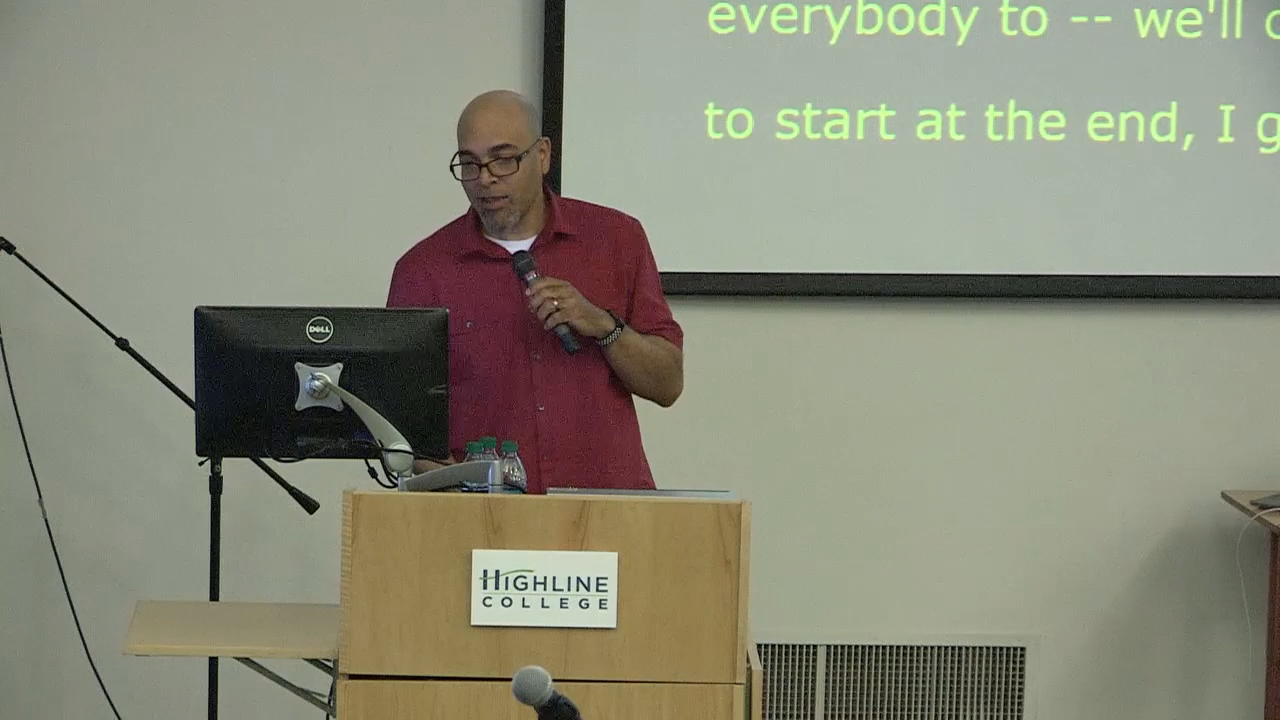 everybody to -- we'll
to start at the end, I g
DELL
HIGHLINE
COLLEGE